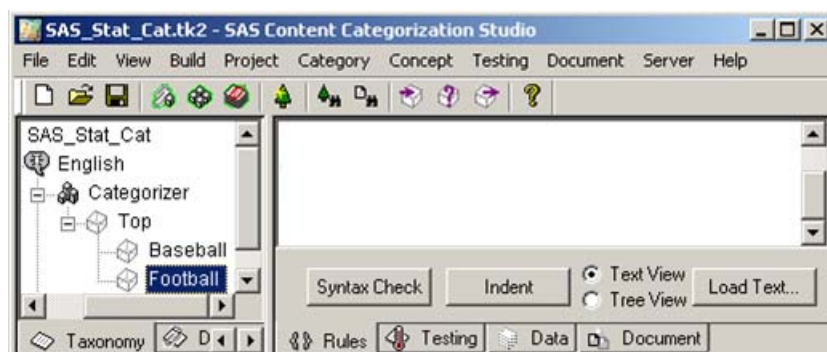 SAS_Stat_Cat.tk2 - SAS Content Categorization Studio
File Edit View Build Project Category Concept Testing Document Server Help
SAS_Stat_Cat
English
Categorizer
Top
Baseball
Football
Syntax Check Indent Text View Tree View Load Text...
Taxonomy D Rules Testing Data Document